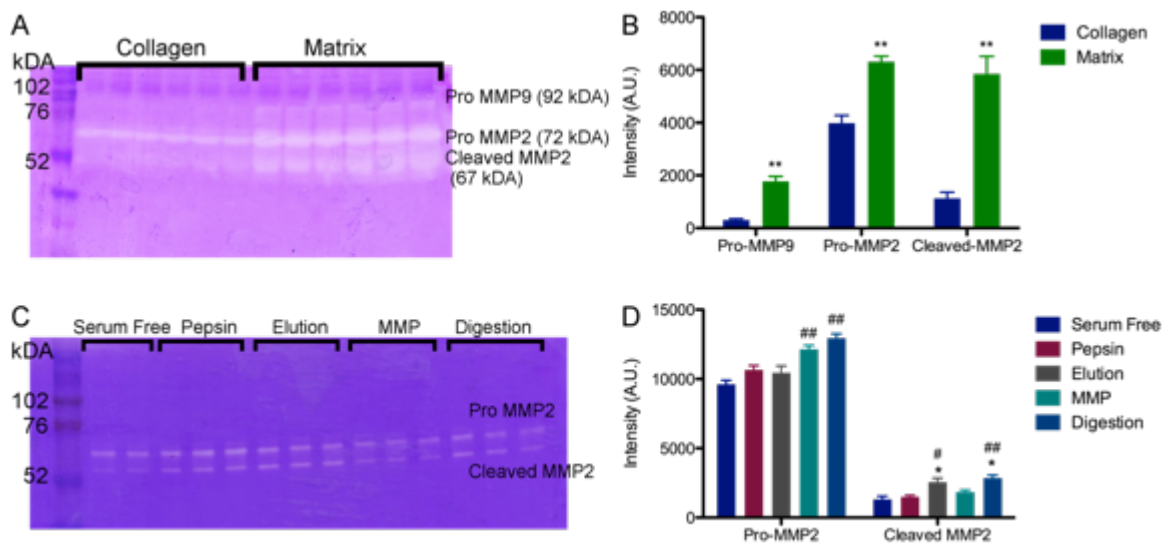 A
Collagen Matrix
kDA
102
76
52
Pro MMP9 (92 kDA)
Pro MMP2 (72 kDA)
Cleaved MMP2
(67 kDA)
B
Intensity (A.U.)
8000
6000
4000
2000
0
** ** **
Pro-MMP9 Pro-MMP2 Cleaved-MMP2
Collagen
Matrix
C
Serum Free Pepsin Elution MMP Digestion
kDA
102
76
52
Pro MMP2
Cleaved MMP2
D
Intensity (A.U.)
15000
10000
5000
0
## ##
# ##
* *
Pro-MMP2 Cleaved MMP2
Serum Free
Pepsin
Elution
MMP
Digestion